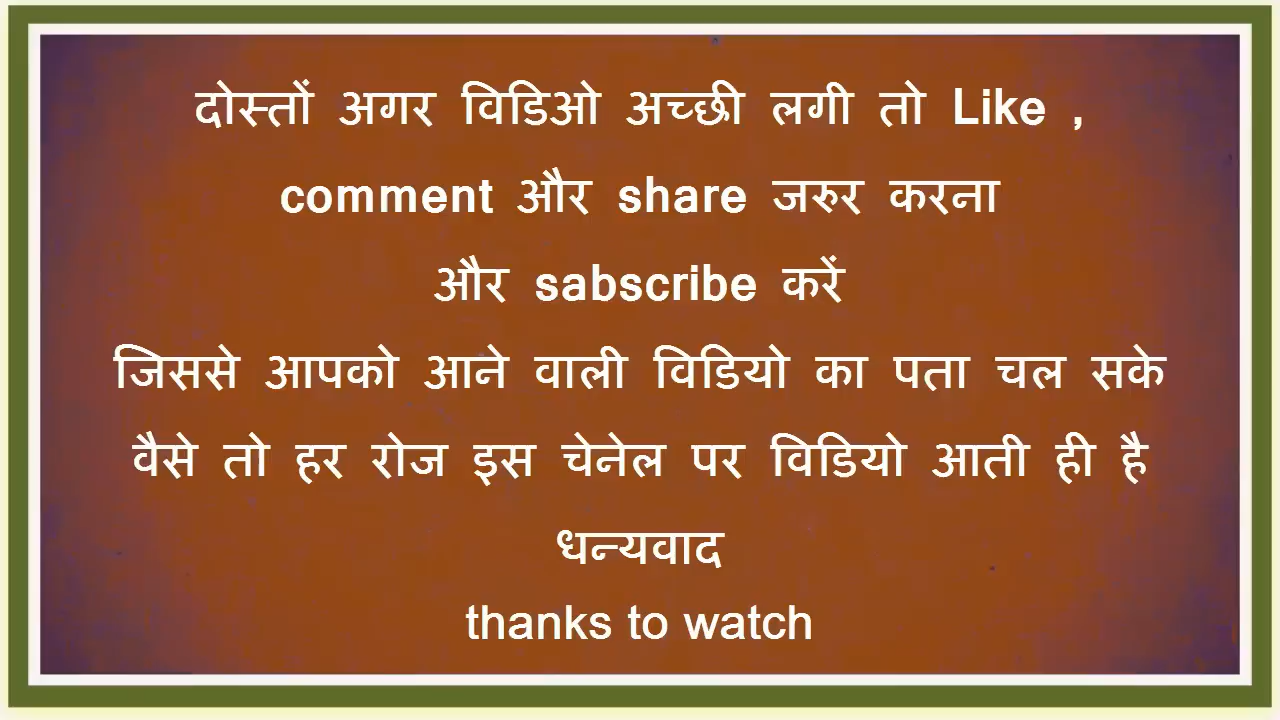 दोस्तों अगर विडिओ अच्छी लगी तो Like ,
comment और share जरुर करना
और sabscribe करें
जिससे आपको आने वाली विडियो का पता चल सके
वैसे तो हर रोज इस चेनेल पर विडियो आती ही है
धन्यवाद
thanks to watch